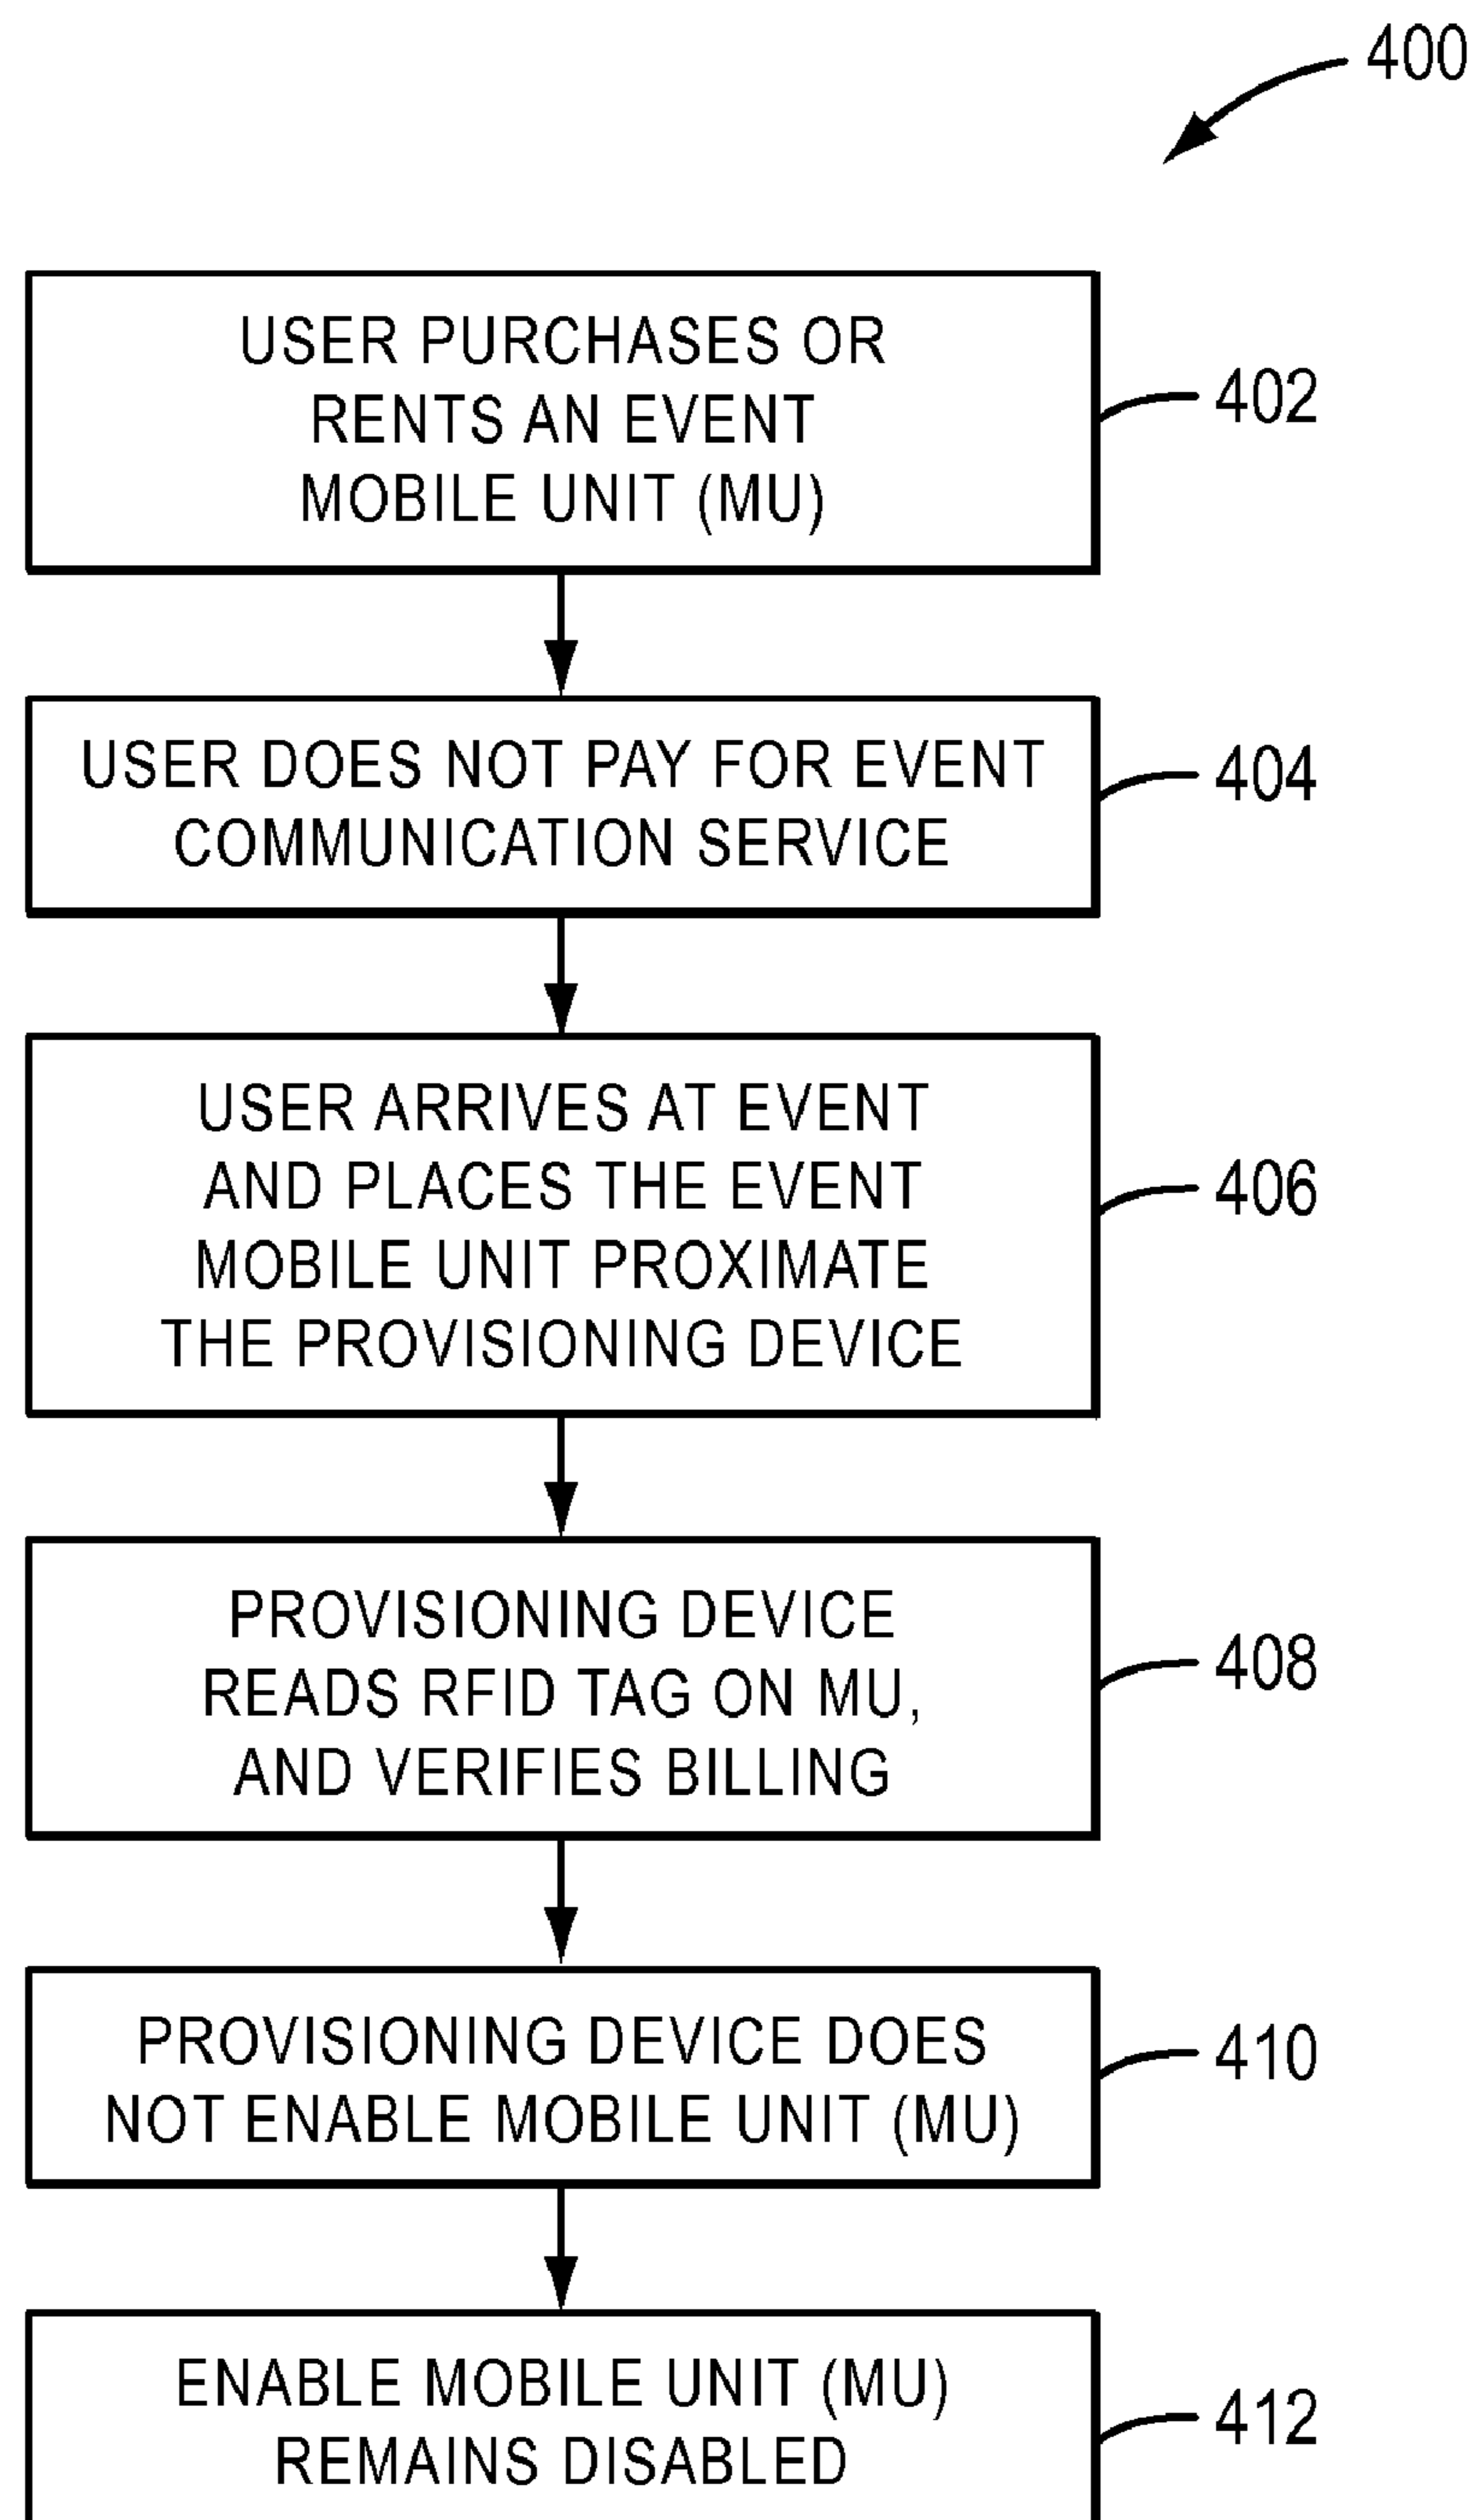 400
USER PURCHASES OR
RENTS AN EVENT
MOBILE UNIT (MU)
402
USER DOES NOT PAY FOR EVENT
COMMUNICATION SERVICE
404
USER ARRIVES AT EVENT
AND PLACES THE EVENT
MOBILE UNIT PROXIMATE
THE PROVISIONING DEVICE
406
PROVISIONING DEVICE
READS RFID TAG ON MU,
AND VERIFIES BILLING
408
PROVISIONING DEVICE DOES
NOT ENABLE MOBILE UNIT (MU)
410
ENABLE MOBILE UNIT (MU)
REMAINS DISABLED
412